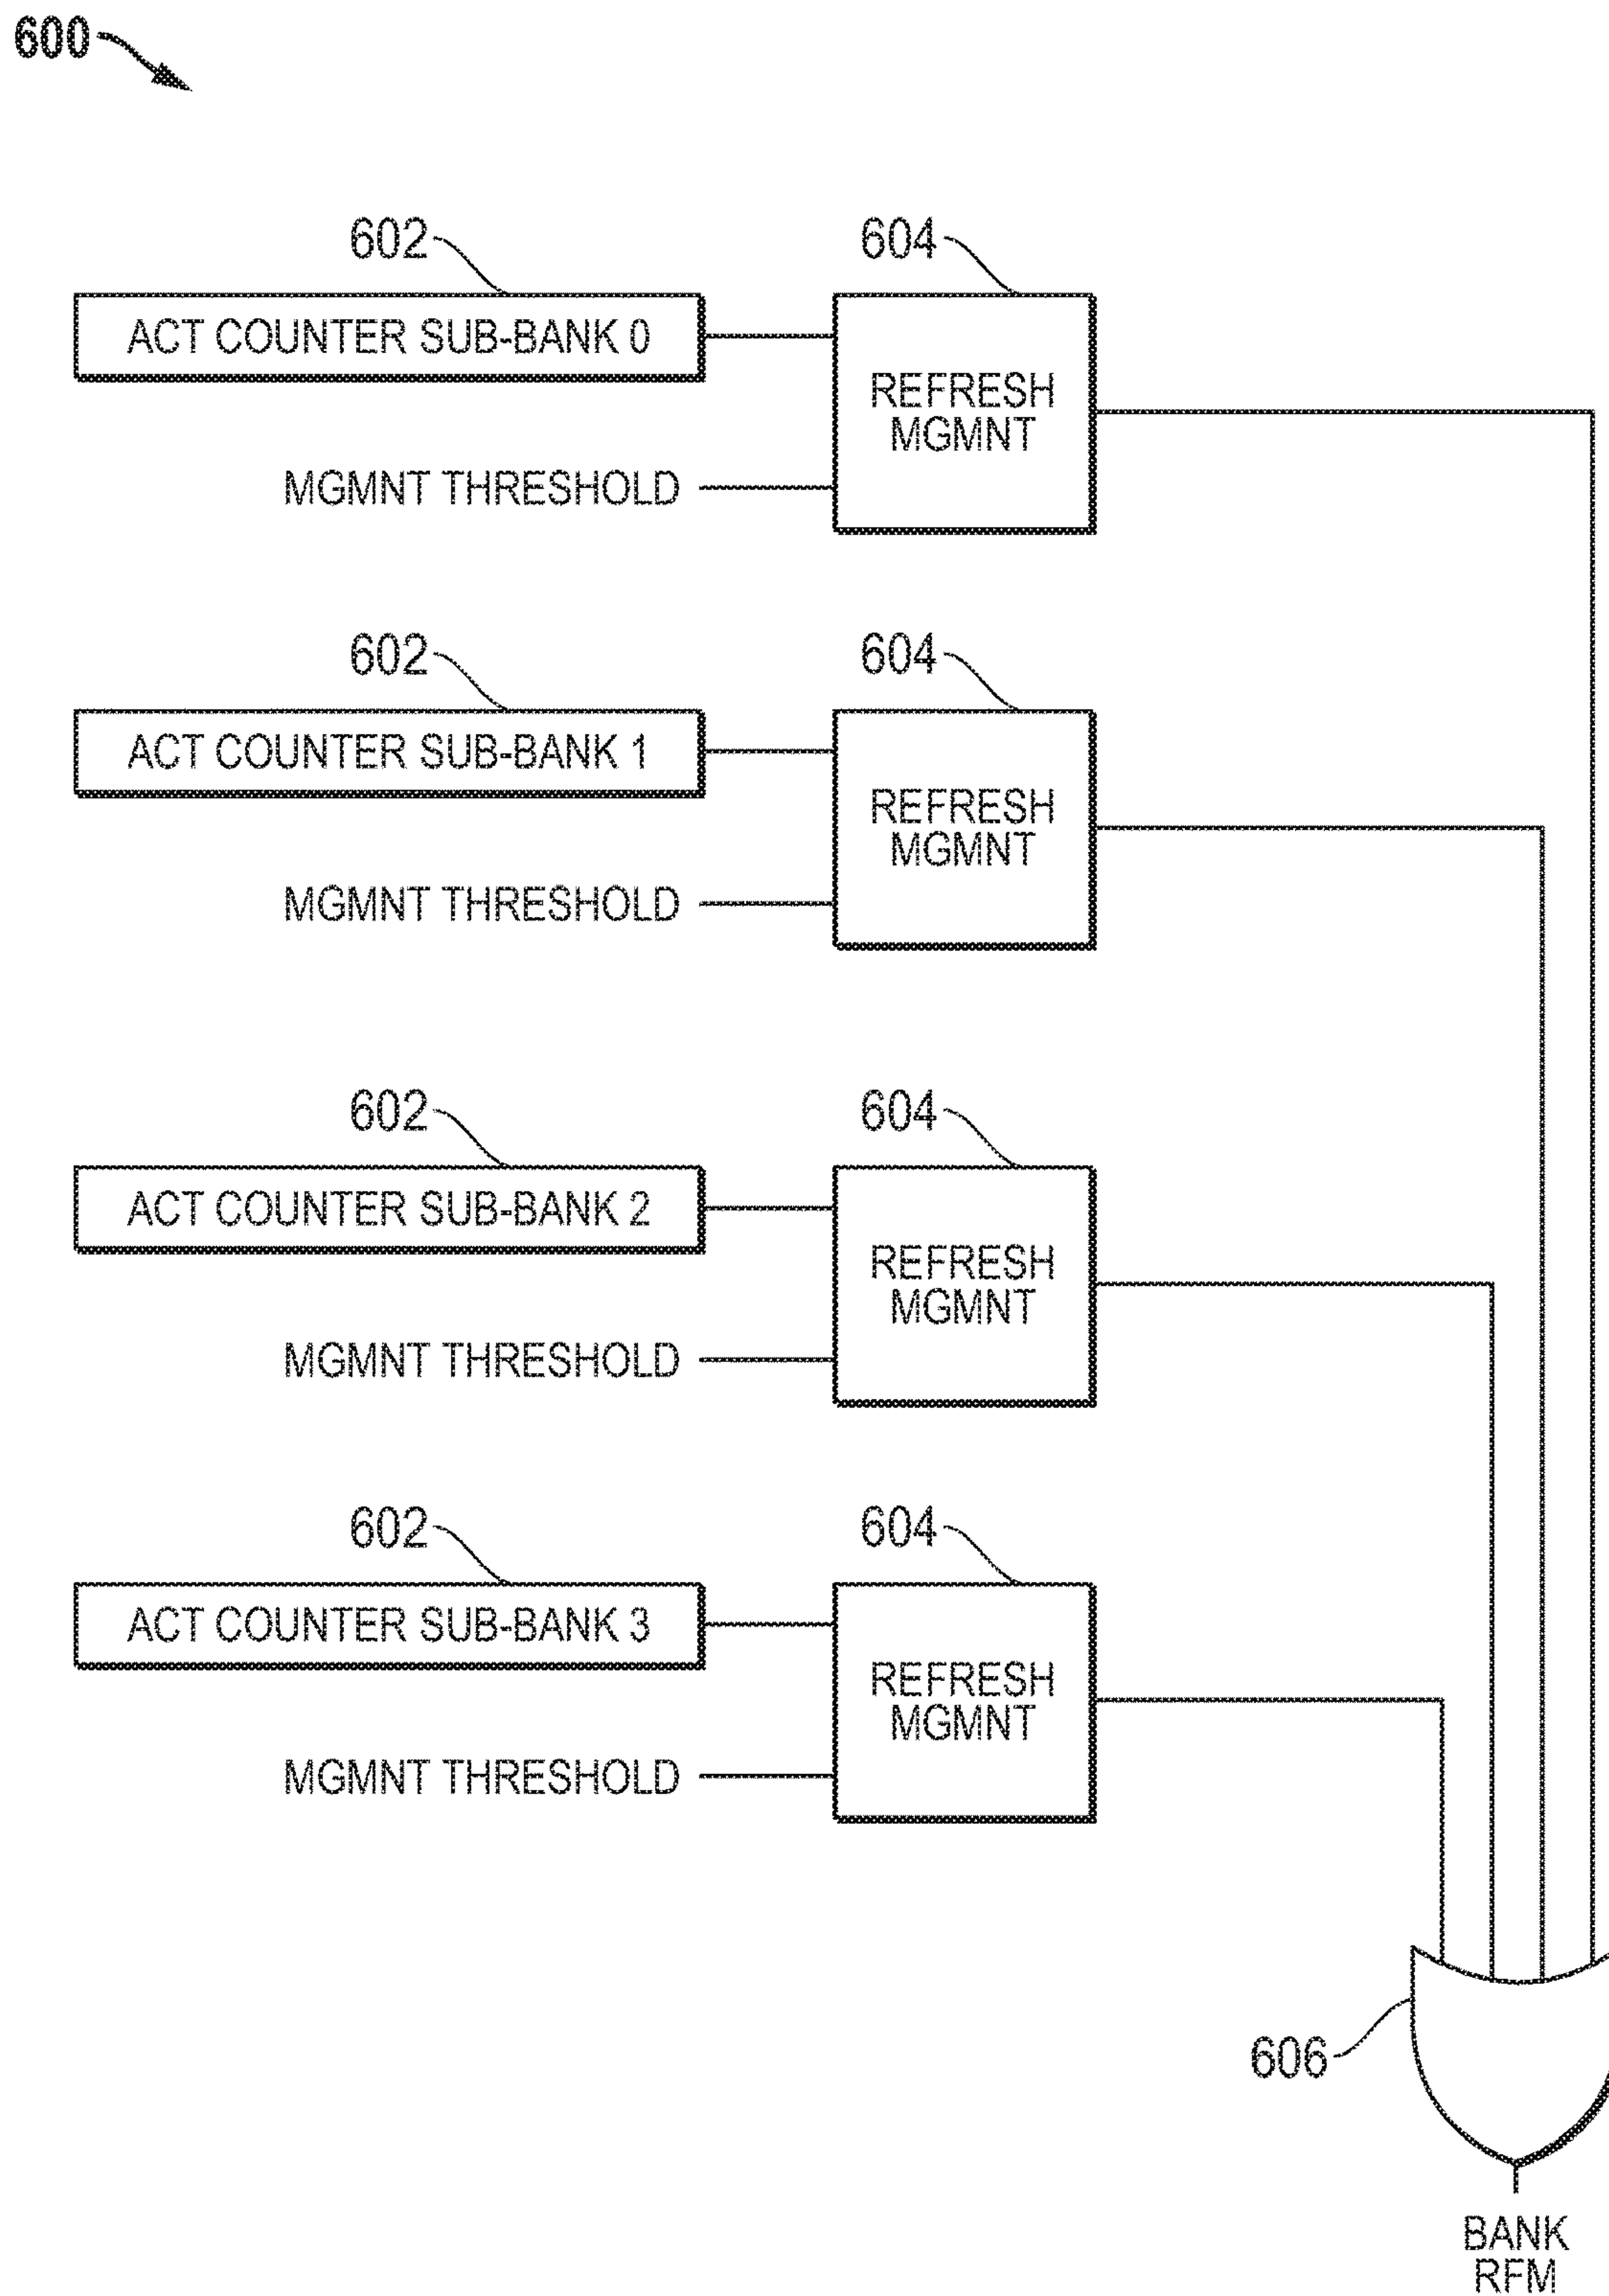 600
602
604
ACT COUNTER SUB-BANK 0
REFRESH
MGMNT
MGMNT THRESHOLD
602
604
ACT COUNTER SUB-BANK 1
REFRESH
MGMNT
MGMNT THRESHOLD
602
604
ACT COUNTER SUB-BANK 2
REFRESH
MGMNT
MGMNT THRESHOLD
602
604
ACT COUNTER SUB-BANK 3
REFRESH
MGMNT
MGMNT THRESHOLD
606
BANK
RFM